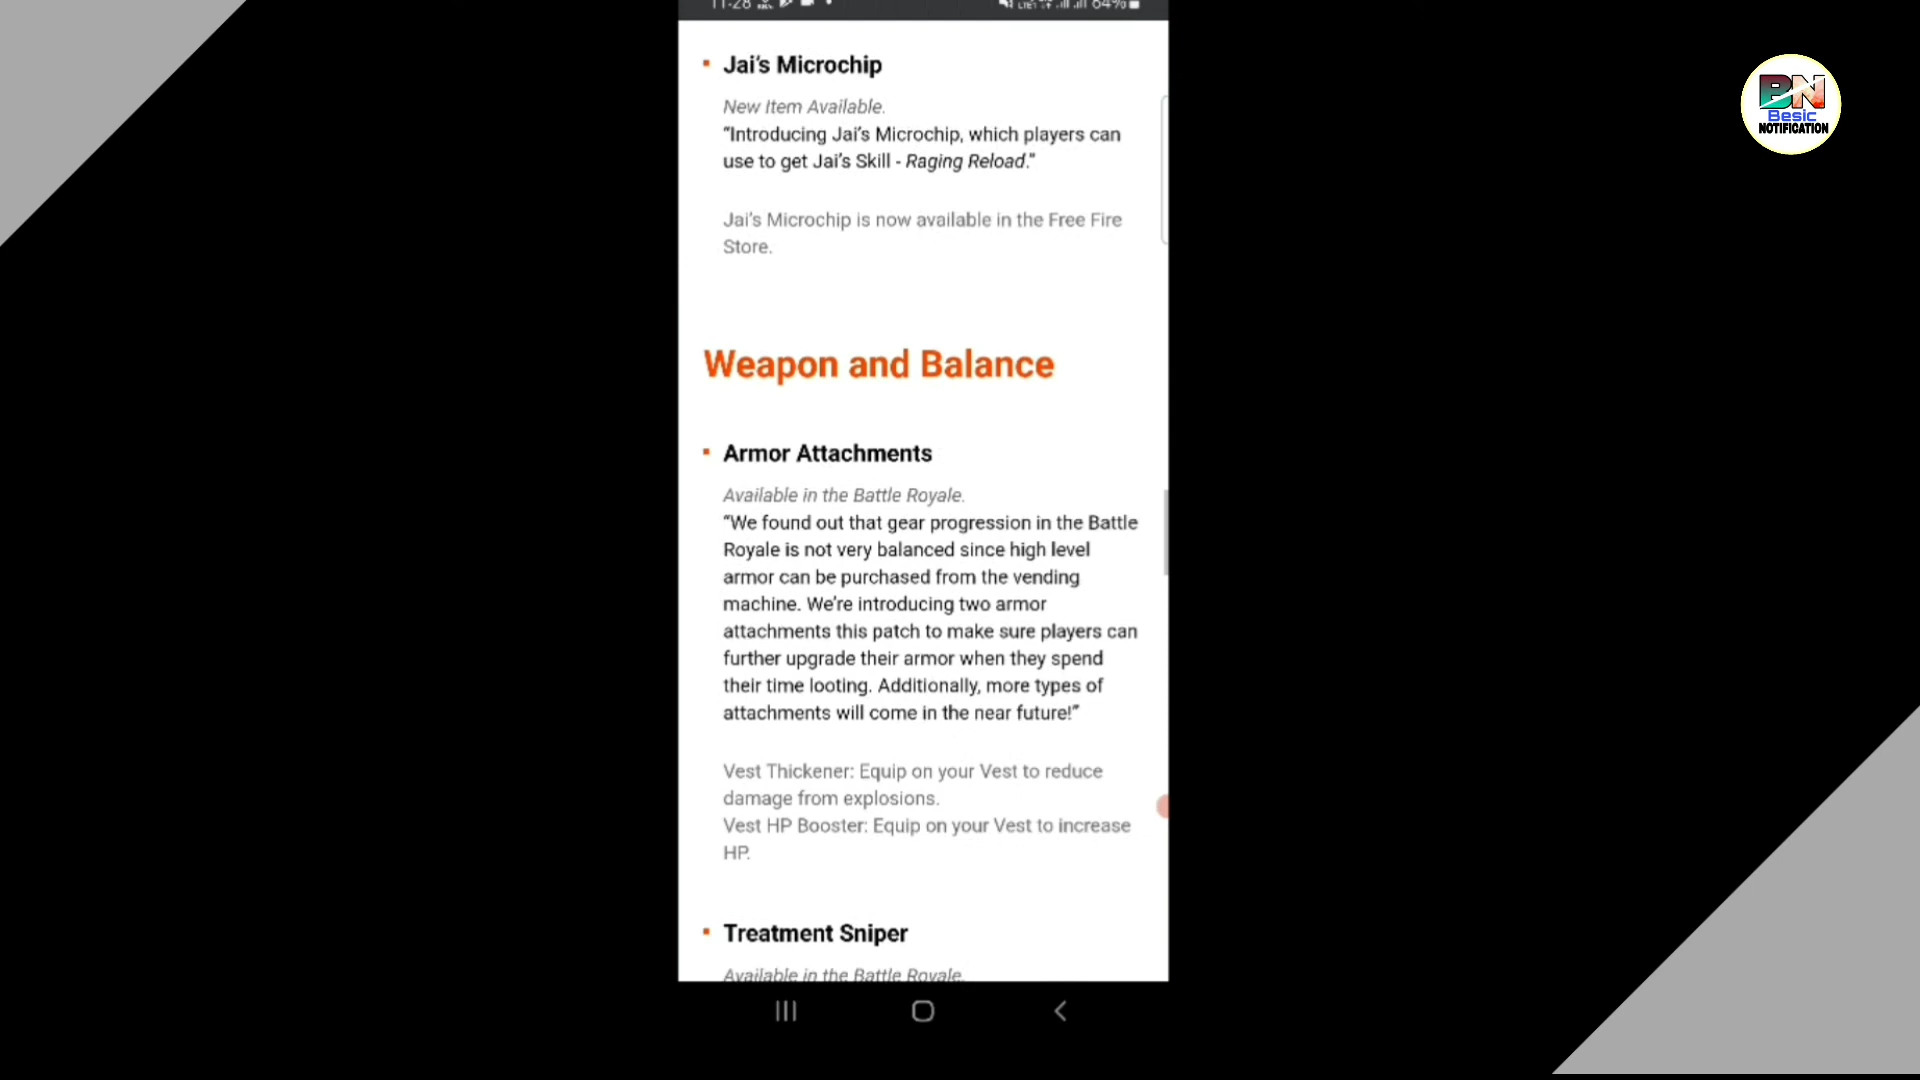 11:28
64%
Jai's Microchip
New Item Available.
“Introducing Jai's Microchip, which players can
use to get Jai's Skill - Raging Reload.”
Jai's Microchip is now available in the Free Fire
Store.
Weapon and Balance
Armor Attachments
Available in the Battle Royale.
“We found out that gear progression in the Battle
Royale is not very balanced since high level
armor can be purchased from the vending
machine. We're introducing two armor
attachments this patch to make sure players can
further upgrade their armor when they spend
their time looting. Additionally, more types of
attachments will come in the near future!”
Vest Thickener: Equip on your Vest to reduce
damage from explosions.
Vest HP Booster: Equip on your Vest to increase
HP.
Treatment Sniper
Available in the Battle Royale.
BN
Besic
NOTIFICATION